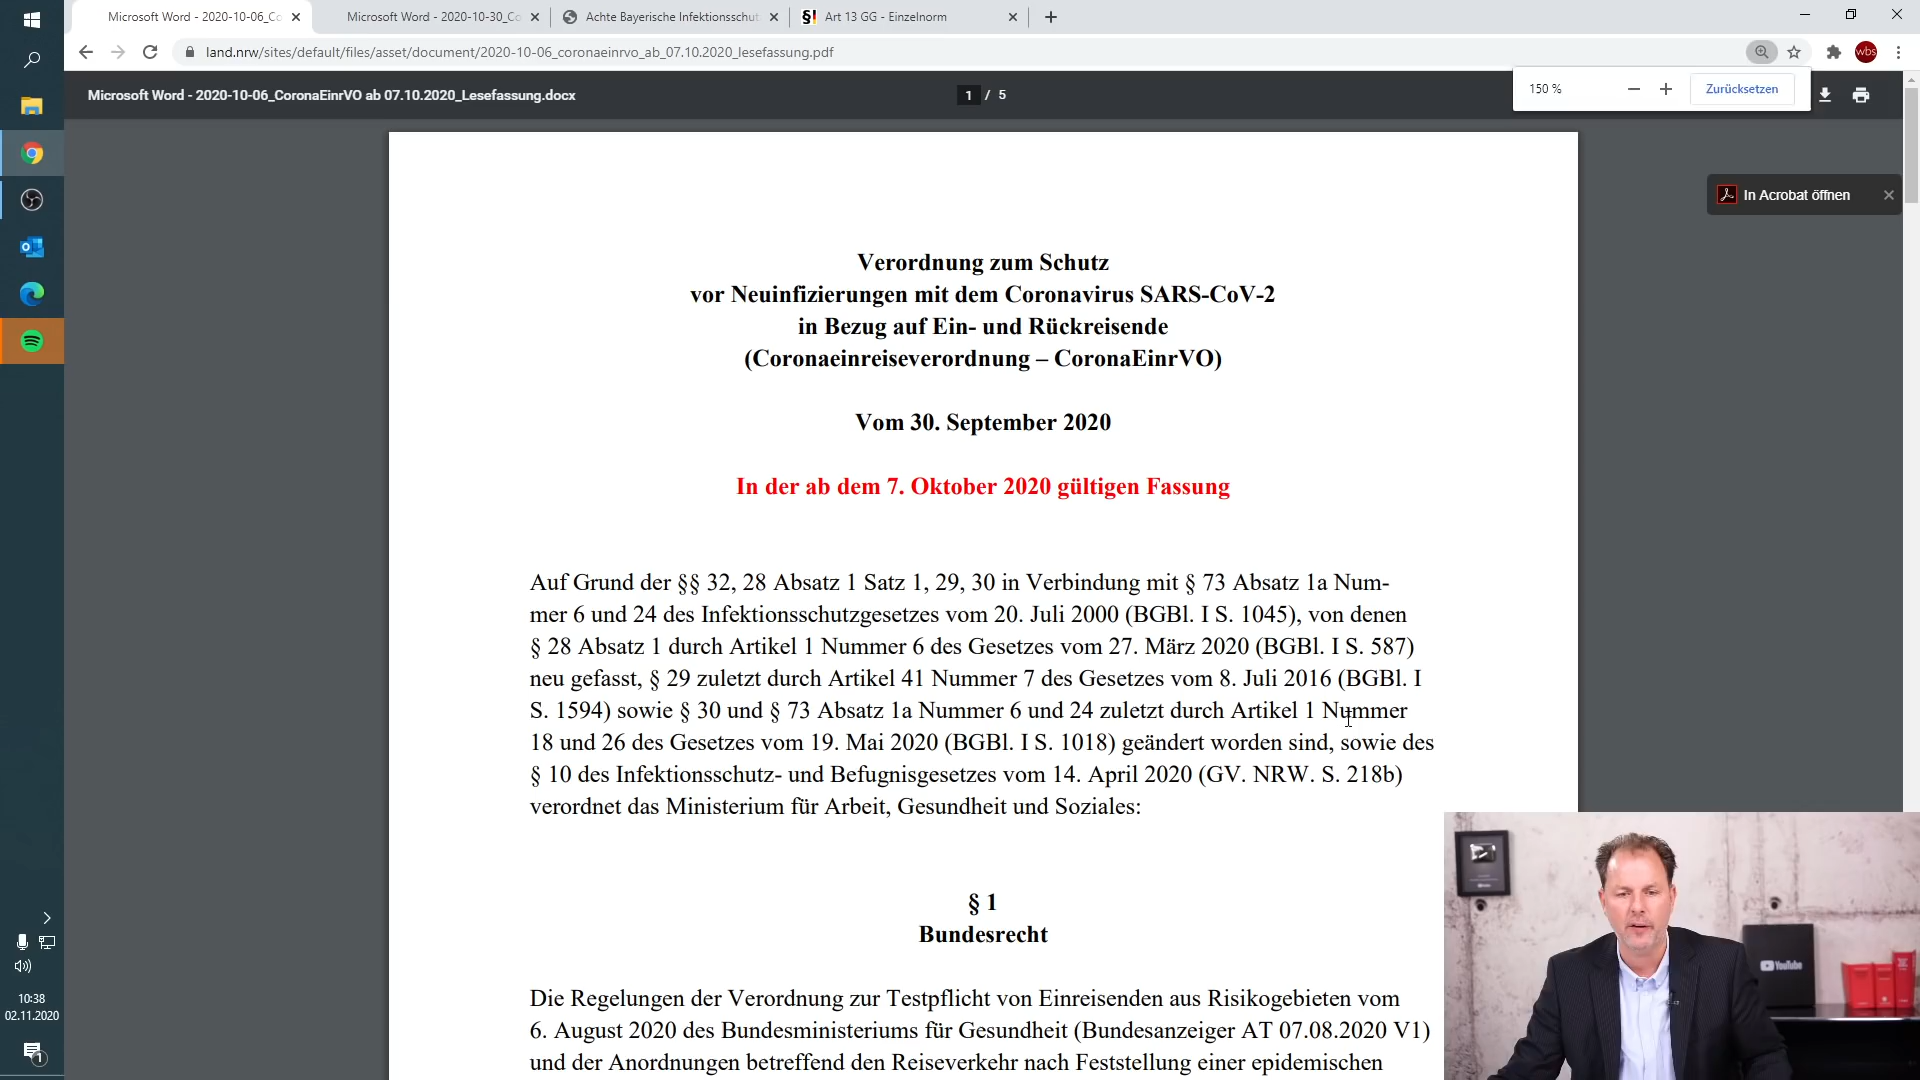 Microsoft Word - 2020-10-06_Co
Microsoft Word - 2020-10-30_Co
Achte Bayerische Infektionsschut
Art 13 GG - Einzelnorm
land.nrw/sites/default/files/asset/document/2020-10-06_coronaeinrvo_ab_07.10.2020_lesefassung.pdf
wbs
Microsoft Word - 2020-10-06_CoronaEinrVO ab 07.10.2020_Lesefassung.docx
1 / 5
150 %
Zurücksetzen
In Acrobat öffnen
Verordnung zum Schutz
vor Neuinfizierungen mit dem Coronavirus SARS-CoV-2
in Bezug auf Ein- und Rückreisende
(Coronaeinreiseverordnung – CoronaEinrVO)
Vom 30. September 2020
In der ab dem 7. Oktober 2020 gültigen Fassung
Auf Grund der §§ 32, 28 Absatz 1 Satz 1, 29, 30 in Verbindung mit § 73 Absatz 1a Num-
mer 6 und 24 des Infektionsschutzgesetzes vom 20. Juli 2000 (BGBl. I S. 1045), von denen
§ 28 Absatz 1 durch Artikel 1 Nummer 6 des Gesetzes vom 27. März 2020 (BGBl. I S. 587)
neu gefasst, § 29 zuletzt durch Artikel 41 Nummer 7 des Gesetzes vom 8. Juli 2016 (BGBl. I
S. 1594) sowie § 30 und § 73 Absatz 1a Nummer 6 und 24 zuletzt durch Artikel 1 Nummer
18 und 26 des Gesetzes vom 19. Mai 2020 (BGBl. I S. 1018) geändert worden sind, sowie des
§ 10 des Infektionsschutz- und Befugnisgesetzes vom 14. April 2020 (GV. NRW. S. 218b)
verordnet das Ministerium für Arbeit, Gesundheit und Soziales:
§ 1
Bundesrecht
Die Regelungen der Verordnung zur Testpflicht von Einreisenden aus Risikogebieten vom
6. August 2020 des Bundesministeriums für Gesundheit (Bundesanzeiger AT 07.08.2020 V1)
und der Anordnungen betreffend den Reiseverkehr nach Feststellung einer epidemischen
YouTube
10:38
02.11.2020
1